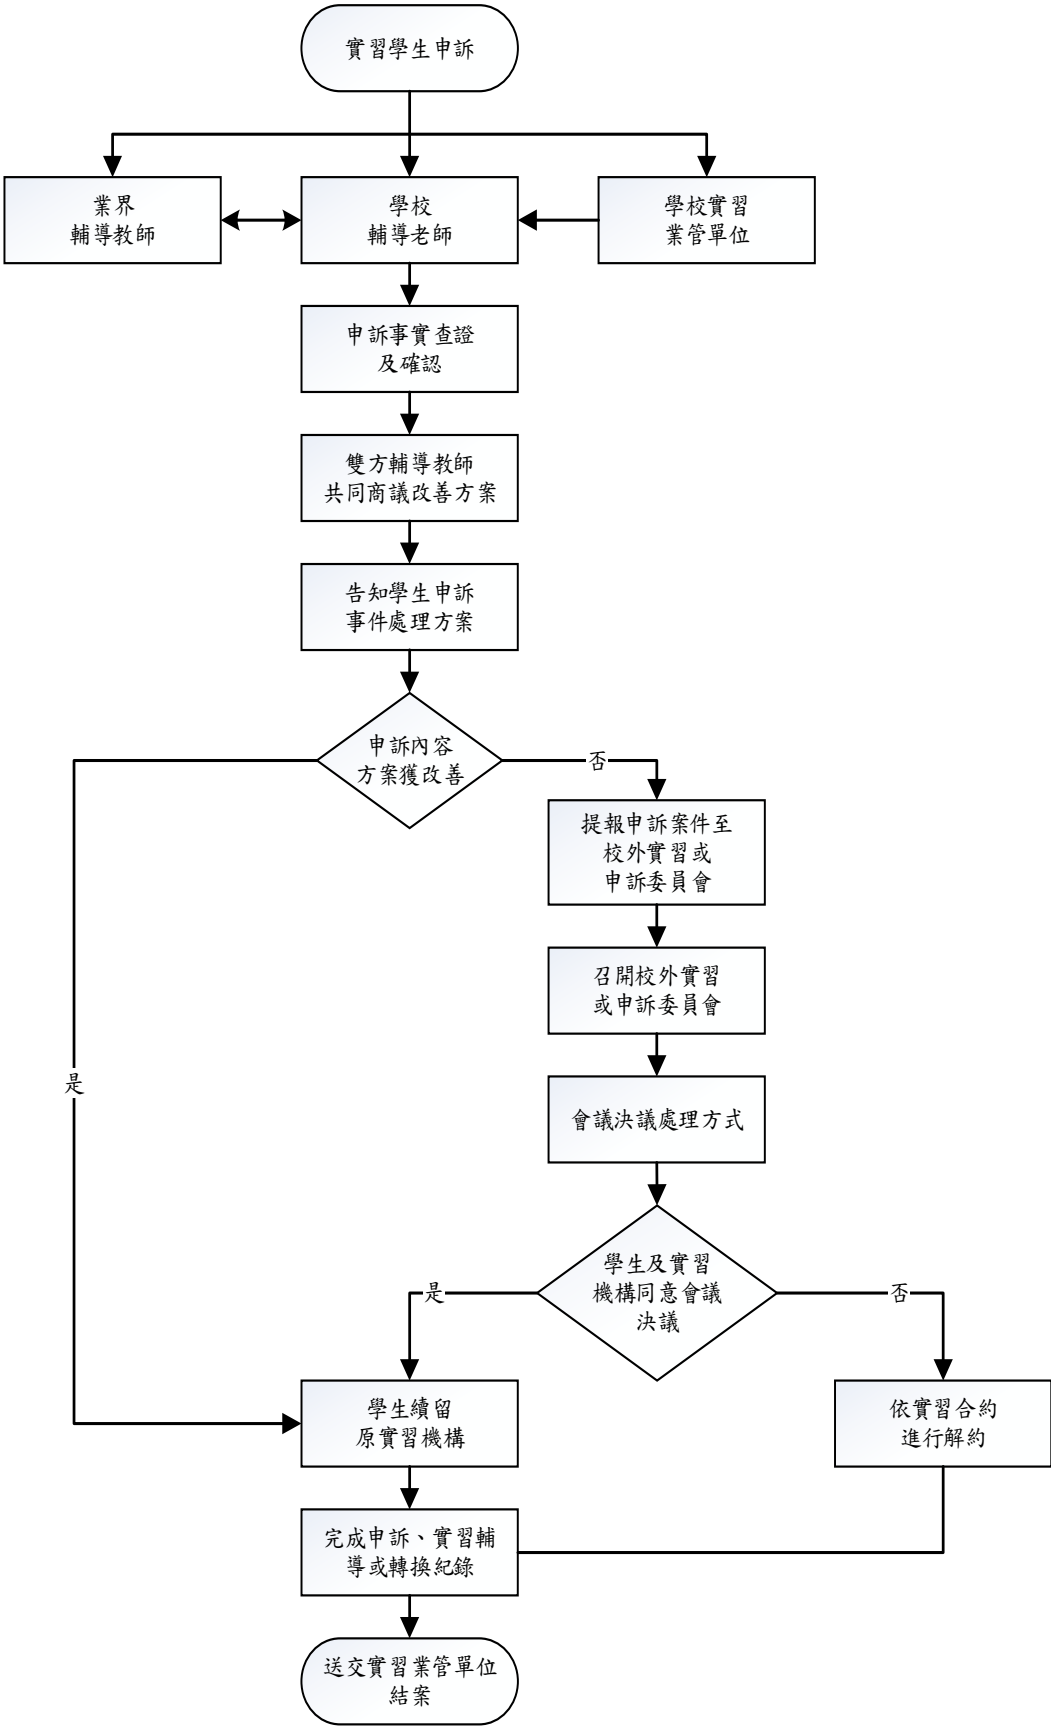 實習學生申訴
業界
輔導教師
學校
輔導老師
學校實習
業管單位
申訴事實查證
及確認
雙方輔導教師
共同商議改善方案
告知學生申訴
事件處理方案
申訴內容
方案獲改善
否
提報申訴案件至
校外實習或
申訴委員會
召開校外實習
或申訴委員會
是
會議決議處理方式
學生及實習
機構同意會議
決議
是
否
學生續留
原實習機構
依實習合約
進行解約
完成申訴、實習輔
導或轉換紀錄
送交實習業管單位
結案